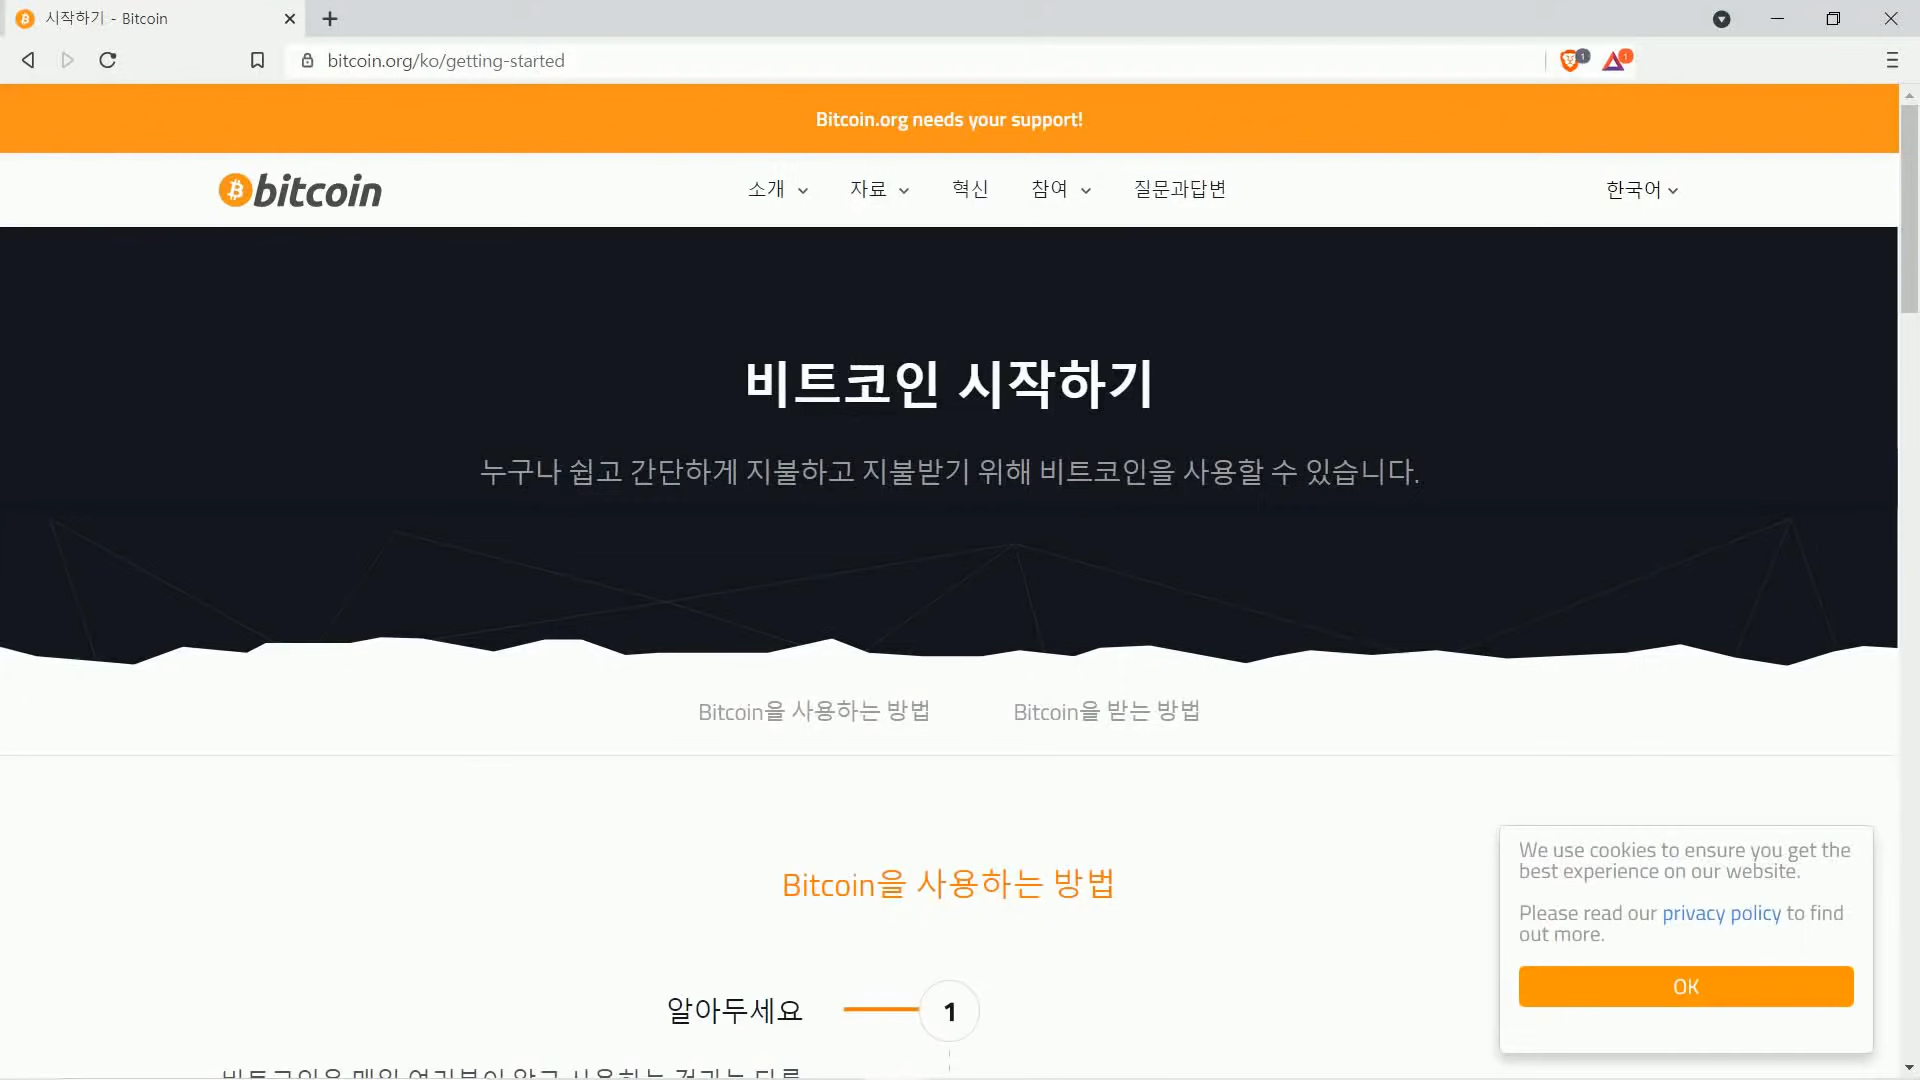 시작하기 - Bitcoin
bitcoin.org/ko/getting-started
1
1
Bitcoin.org needs your support!
bitcoin
소개 자료 혁신 참여 질문과답변 한국어
비트코인 시작하기
누구나 쉽고 간단하게 지불하고 지불받기 위해 비트코인을 사용할 수 있습니다.
Bitcoin을 사용하는 방법 Bitcoin을 받는 방법
Bitcoin을 사용하는 방법
알아두세요 1
We use cookies to ensure you get the
best experience on our website.
Please read our privacy policy to find
out more.
OK